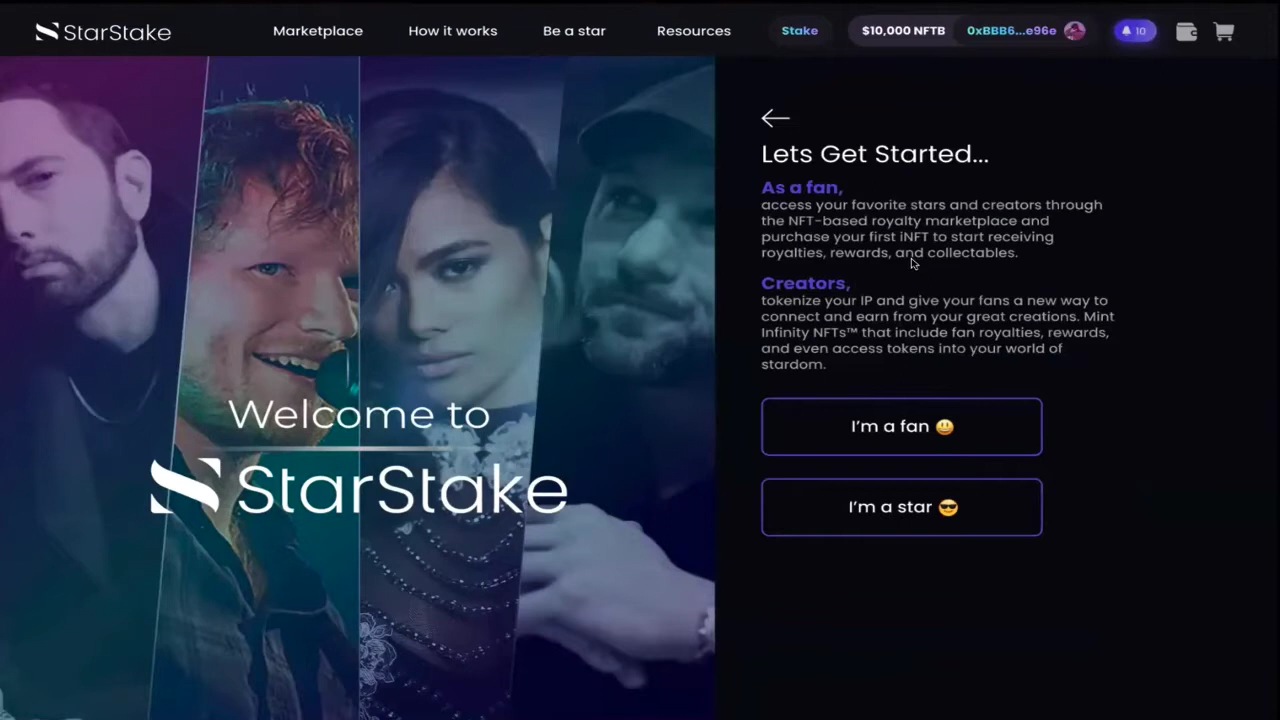 StarStake
Marketplace
How it works
Be a star
Resources
Stake
$10,000 NFTB
0xBBB6...e96e
10
Lets Get Started...
As a fan,
access your favorite stars and creators through
the NFT-based royalty marketplace and
purchase your first iNFT to start receiving
royalties, rewards, and collectables.
Creators,
tokenize your IP and give your fans a new way to
connect and earn from your great creations. Mint
Infinity NFTs™ that include fan royalties, rewards,
and even access tokens into your world of
stardom.
I'm a fan 😃
I'm a star 😎
Welcome to
StarStake